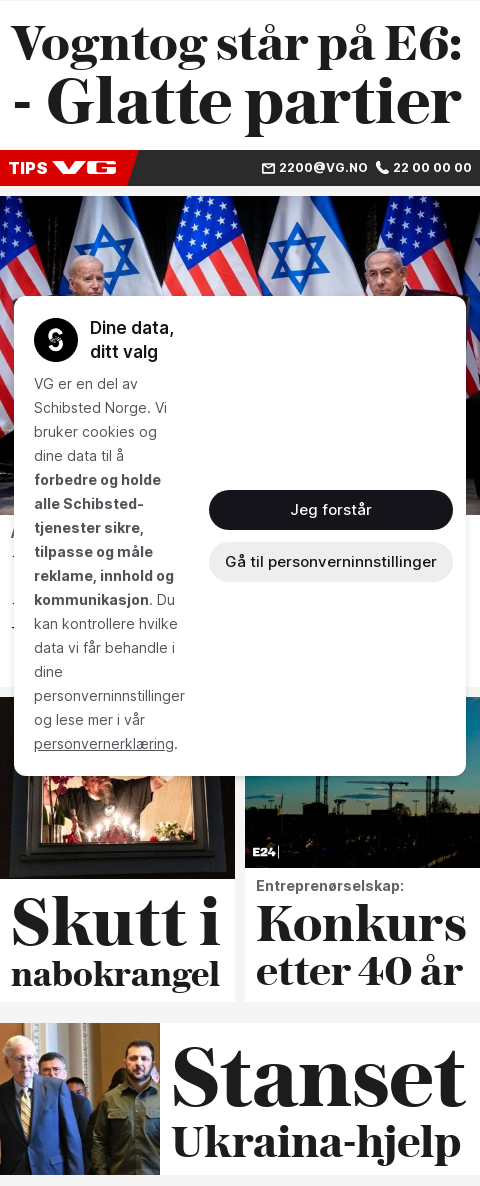 Vogntog står på E6:
- Glatte partier
TIPS VG
2200@VG.NO 22 00 00 00
Dine data,
ditt valg
VG er en del av
Schibsted Norge. Vi
bruker cookies og
dine data til å
forbedre og holde
alle Schibsted-
tjenester sikre,
tilpasse og måle
reklame, innhold og
kommunikasjon. Du
kan kontrollere hvilke
data vi får behandle i
dine
personverninnstillinger
og lese mer i vår
personvernerklæring.
Jeg forstår
Gå til personverninnstillinger
E24
Skutt i
nabokrangel
Entreprenørselskap:
Konkurs
etter 40 år
Stanset
Ukraina-hjelp